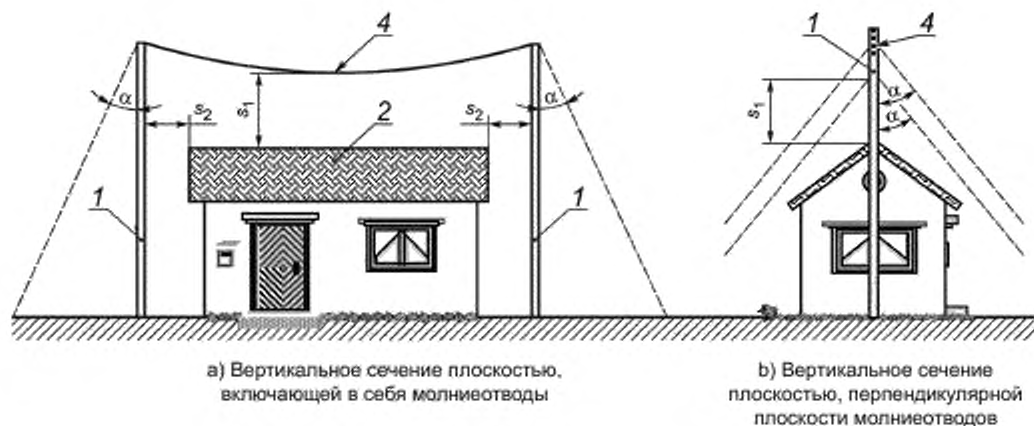 4
1
4
α
s₂
s₁
2
s₂
α
s₁
α
α
1
1
а) Вертикальное сечение плоскостью,
включающей в себя молниеотводы
b) Вертикальное сечение
плоскостью, перпендикулярной
плоскости молниеотводов